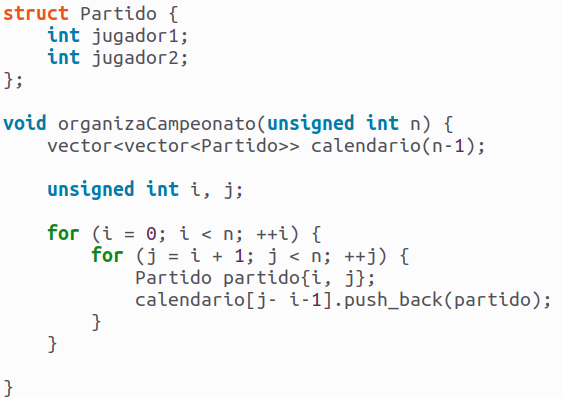 struct Partido {
    int jugador1;
    int jugador2;
};

void organizaCampeonato(unsigned int n) {
    vector<vector<Partido>> calendario(n-1);

    unsigned int i, j;

    for (i = 0; i < n; ++i) {
        for (j = i + 1; j < n; ++j) {
            Partido partido{i, j};
            calendario[j- i-1].push_back(partido);
        }
    }

}